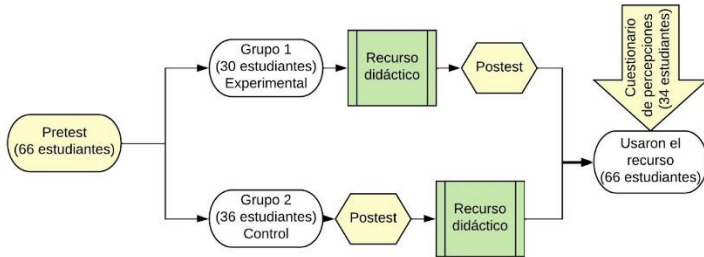 Pretest
(66 estudiantes)
Grupo 1
(30 estudiantes)
Experimental
Recurso
didáctico
Postest
Grupo 2
(36 estudiantes)
Control
Postest
Recurso
didáctico
Cuestionario
de percepciones
(34 estudiantes)
Usaron el
recurso
(66 estudiantes)